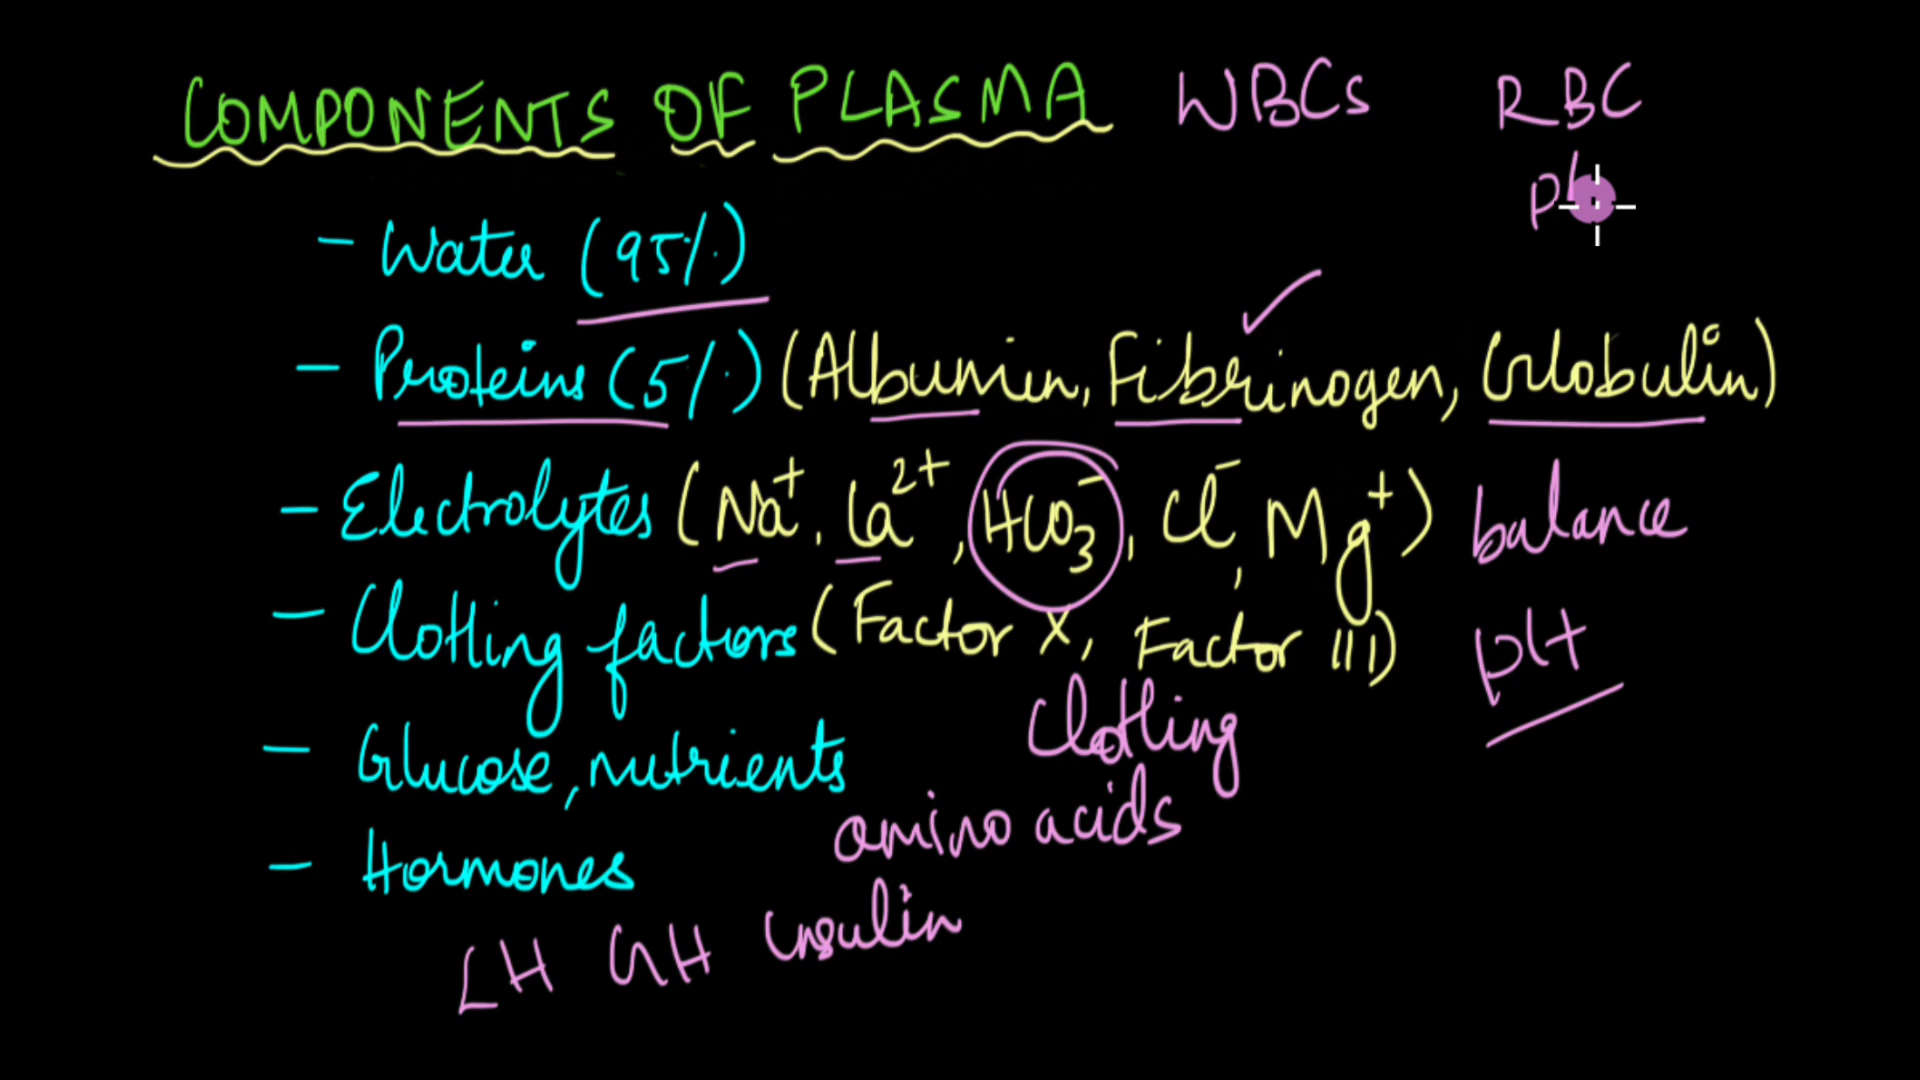 COMPONENTS OF PLASMA WBCs RBC
pl
- Water (95%)
- Proteins (5%) (Albumin, Fibrinogen, Globulin)
- Electrolytes (Na⁺, Ca²⁺, HCO₃⁻, Cl⁻, Mg⁺) balance
- Clotting factors (Factor X, Factor III) plt
Clotting
- Glucose, nutrients
amino acids
- Hormones
LH GH insulin